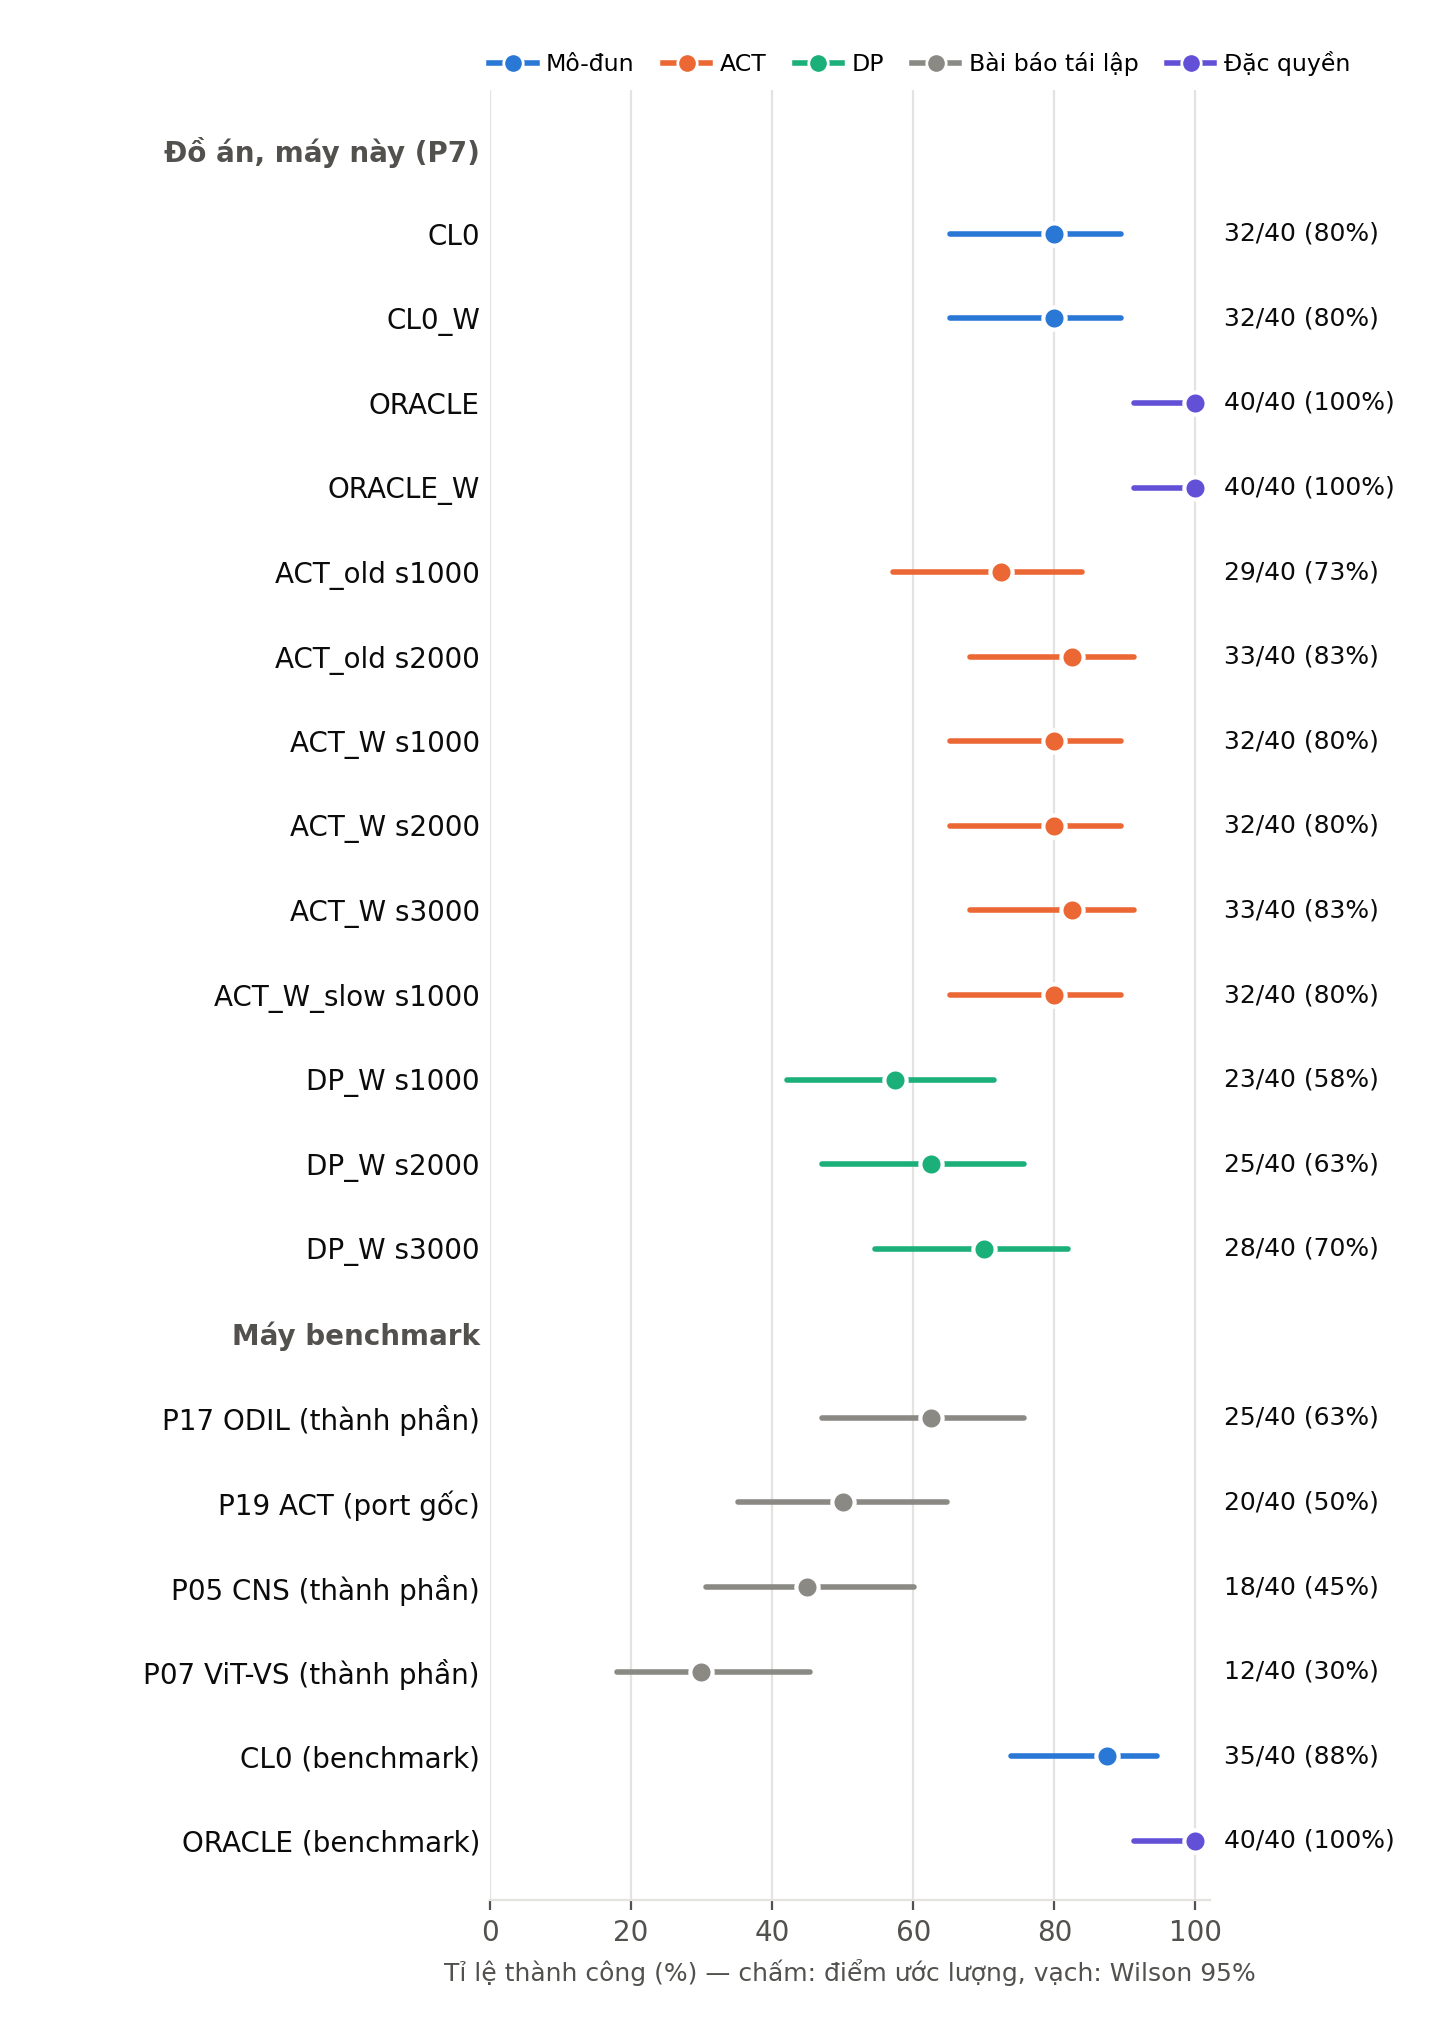 Mô-đun ACT DP Bài báo tái lập Đặc quyền
Đồ án, máy này (P7)
CL0 32/40 (80%)
CL0_W 32/40 (80%)
ORACLE 40/40 (100%)
ORACLE_W 40/40 (100%)
ACT_old s1000 29/40 (73%)
ACT_old s2000 33/40 (83%)
ACT_W s1000 32/40 (80%)
ACT_W s2000 32/40 (80%)
ACT_W s3000 33/40 (83%)
ACT_W_slow s1000 32/40 (80%)
DP_W s1000 23/40 (58%)
DP_W s2000 25/40 (63%)
DP_W s3000 28/40 (70%)
Máy benchmark
P17 ODIL (thành phần) 25/40 (63%)
P19 ACT (port gốc) 20/40 (50%)
P05 CNS (thành phần) 18/40 (45%)
P07 ViT-VS (thành phần) 12/40 (30%)
CL0 (benchmark) 35/40 (88%)
ORACLE (benchmark) 40/40 (100%)
0 20 40 60 80 100
Tỉ lệ thành công (%) — chấm: điểm ước lượng, vạch: Wilson 95%